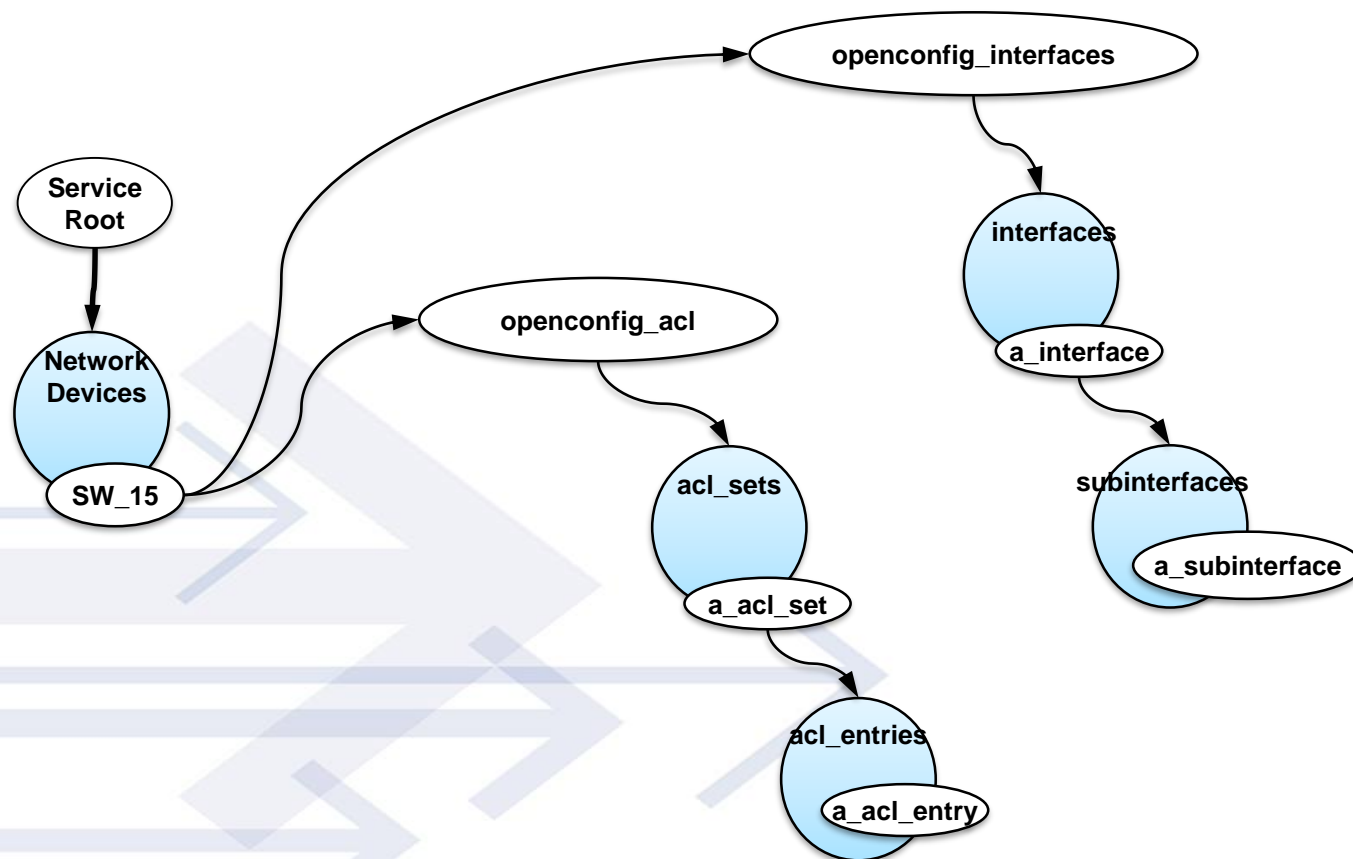 openconfig_interfaces
Service
Root
interfaces
openconfig_acl
a_interface
Network
Devices
subinterfaces
acl_sets
SW_15
a_subinterface
a_acl_set
acl_entries
a_acl_entry